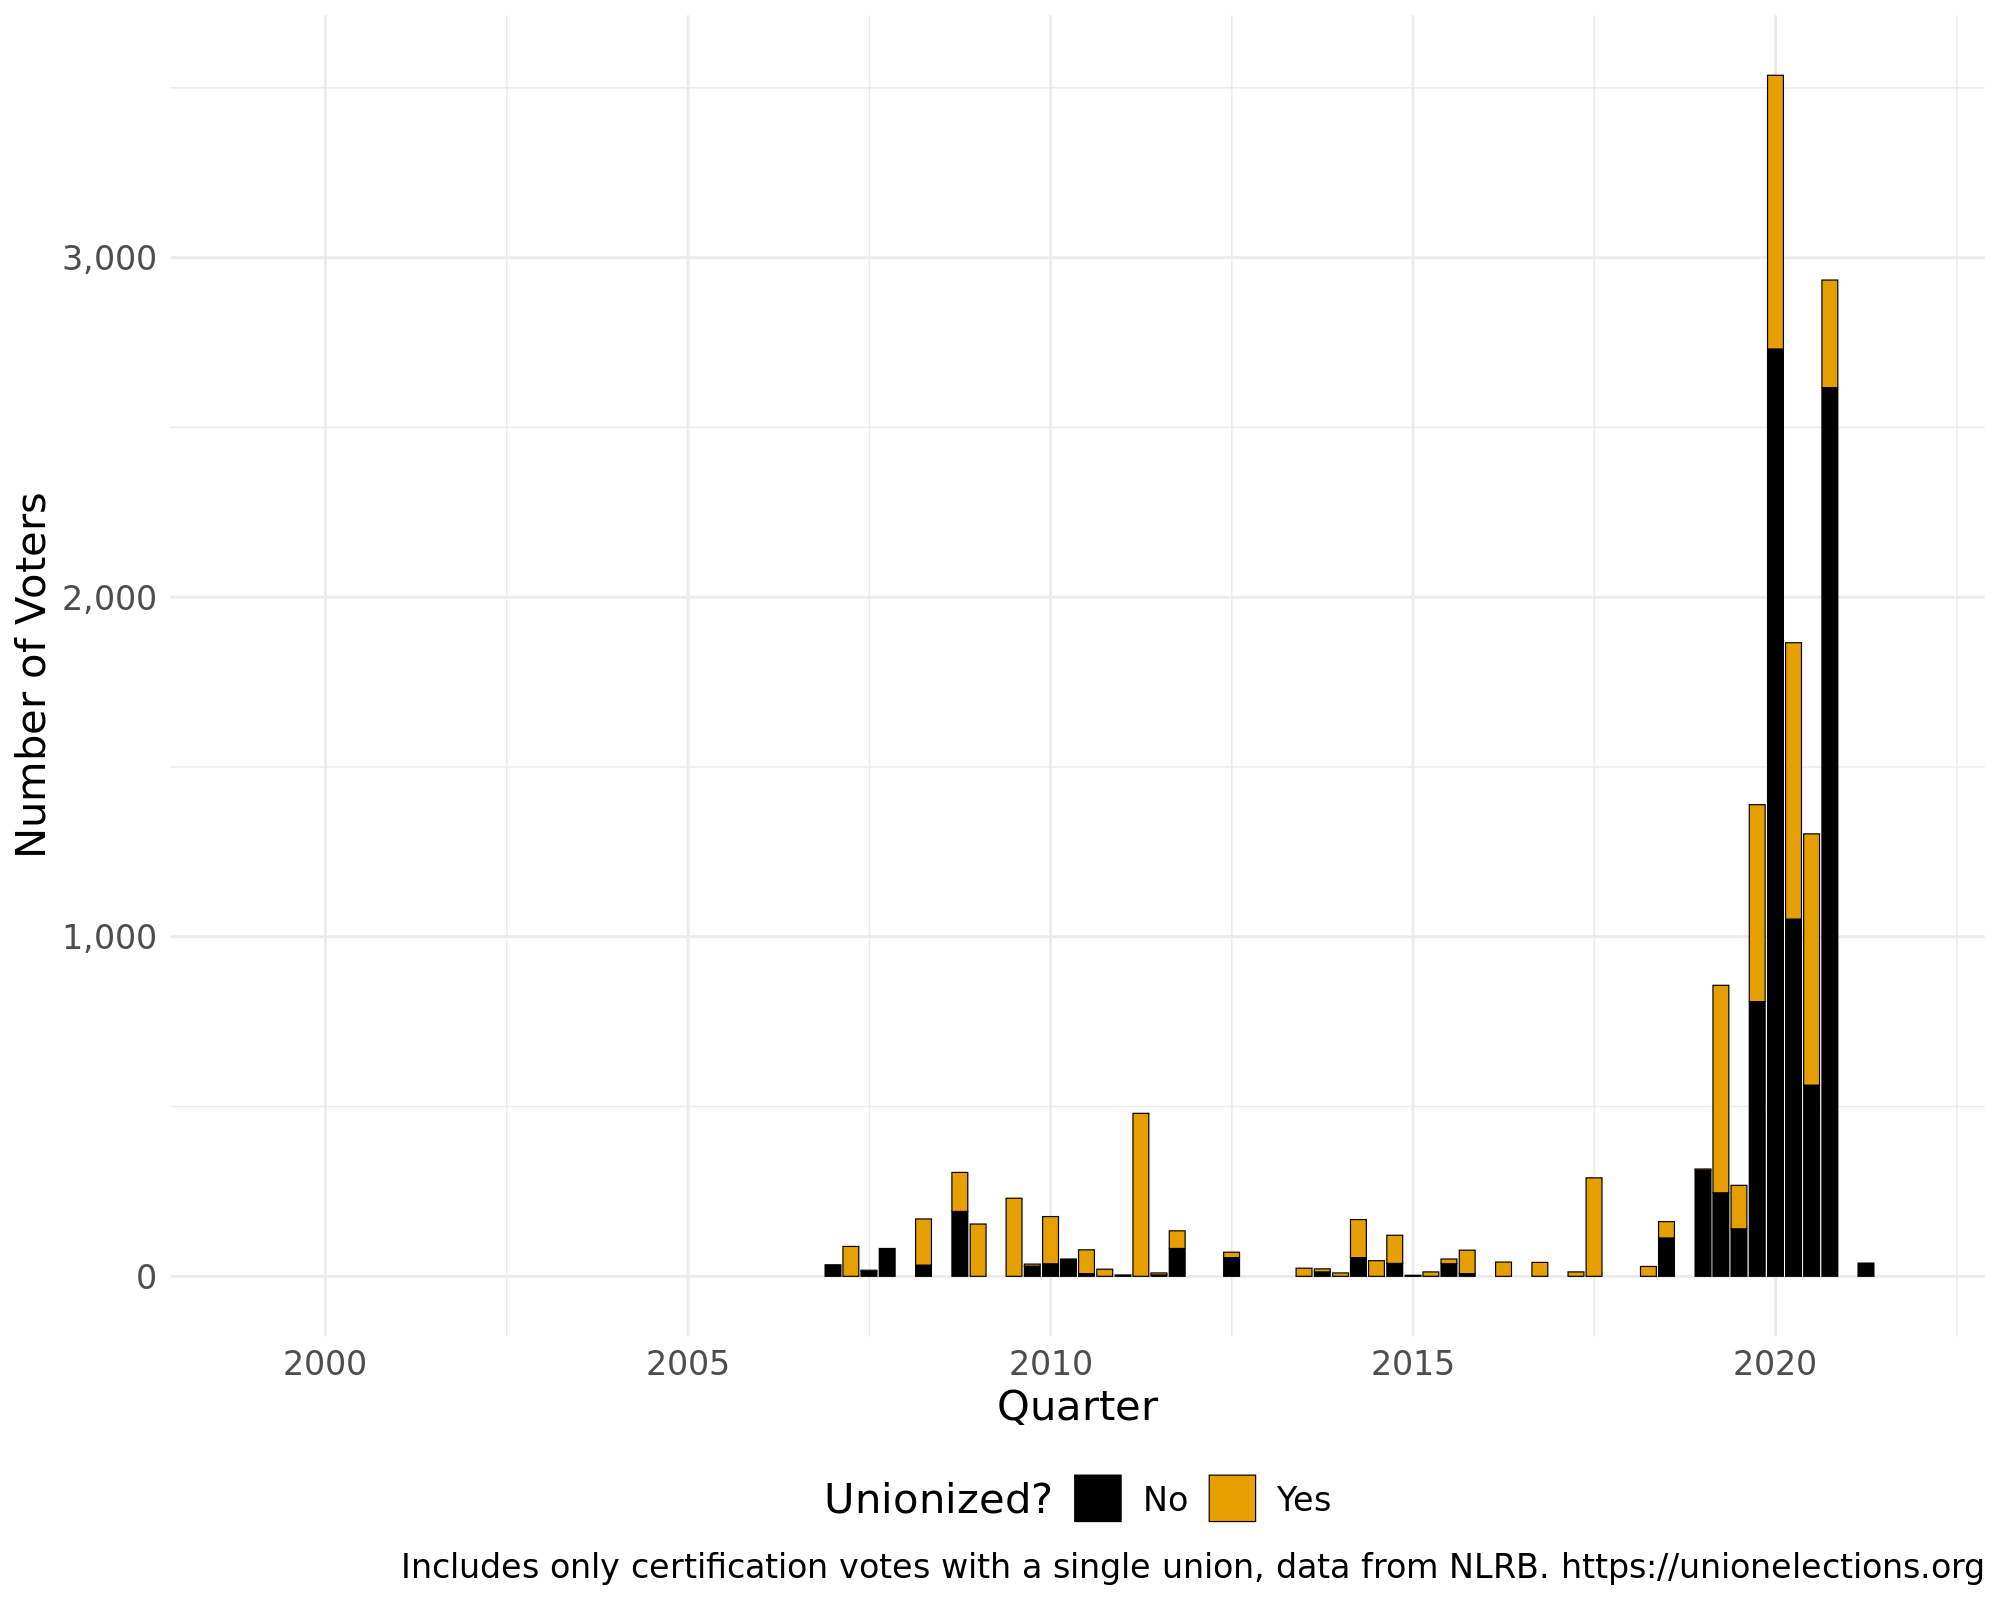 3,000
2,000
1,000
0
Number of Voters
2000 2005 2010 2015 2020
Quarter
Unionized? No Yes
Includes only certification votes with a single union, data from NLRB. https://unionelections.org